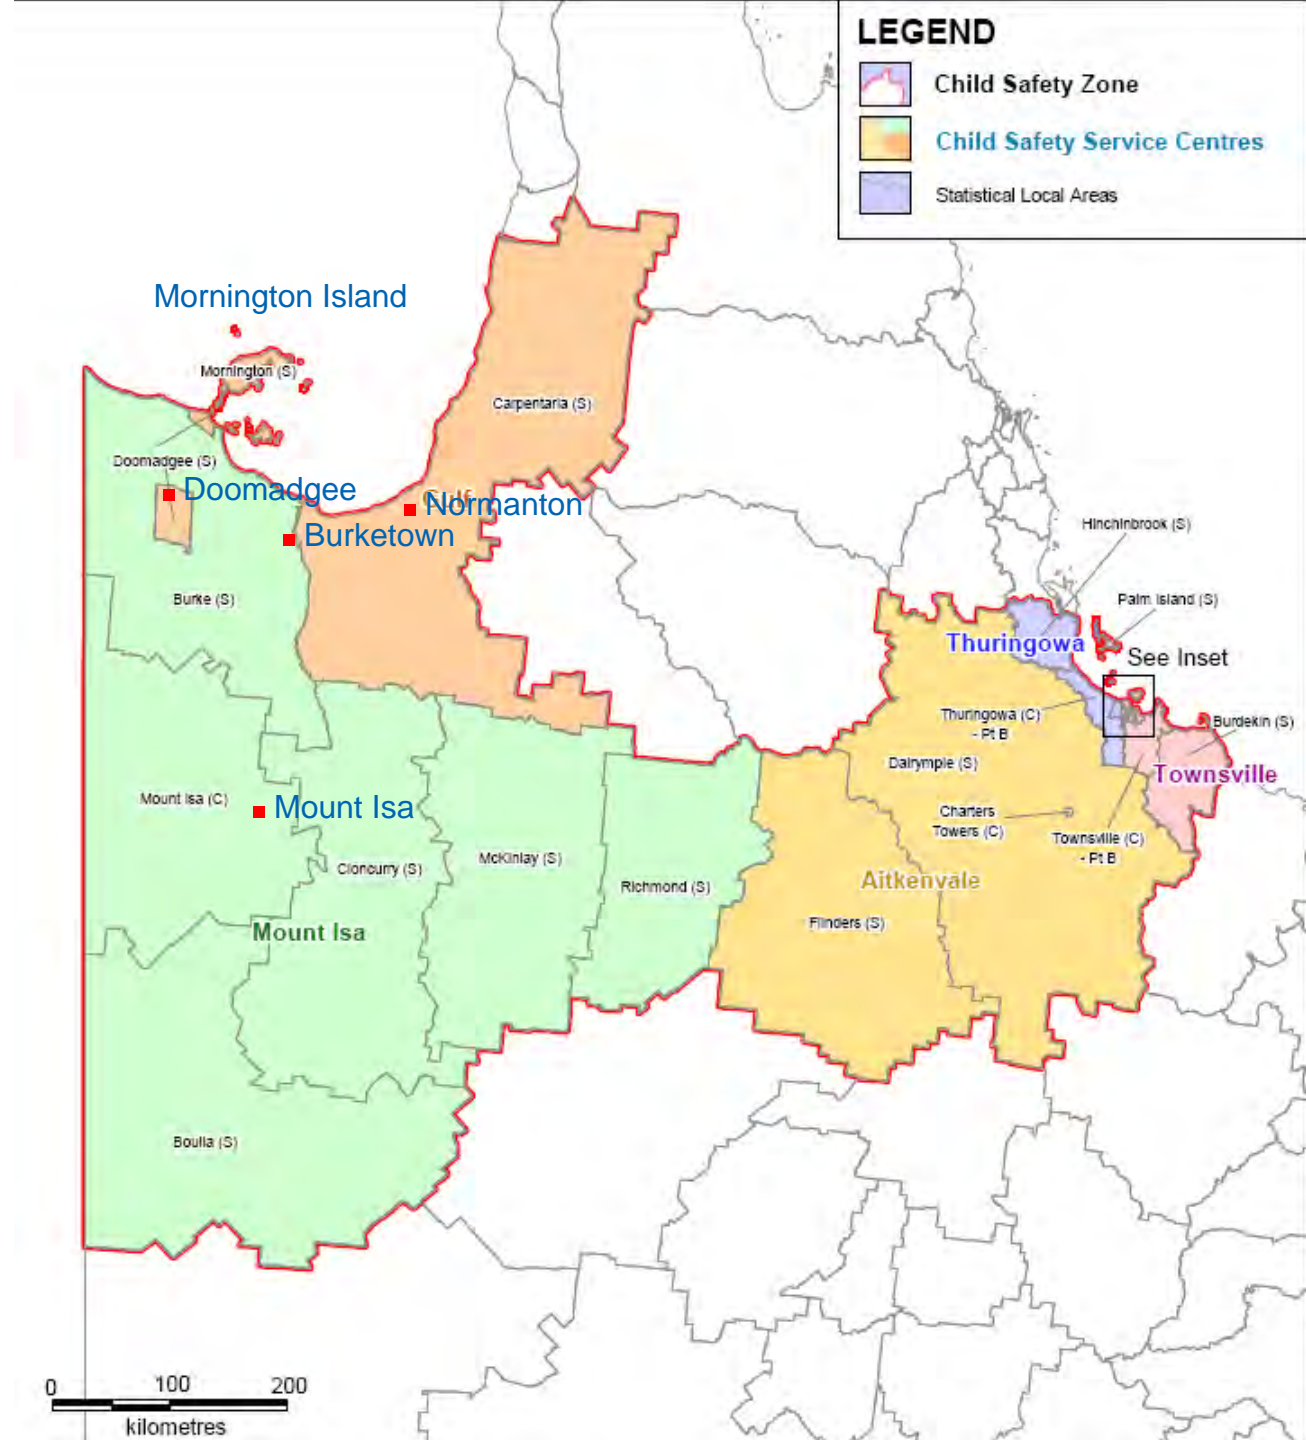 LEGEND
Child Safety Zone
Child Safety Service Centres
Statistical Local Areas
Mornington Island
Mornington (S)
Carpentaria (S)
Doomadgee (S)
Doomadgee
Gulf
Normanton
Burketown
Hinchinbrook (S)
Burke (S)
Palm Island (S)
Thuringowa
See Inset
Thuringowa (C)
- Pt B
Burdekin (S)
Dalrymple (S)
Townsville
Mount Isa (C)
Mount Isa
Charters
Towers (C)
Townsville (C)
- Pt B
McKinlay (S)
Cloncurry (S)
Richmond (S)
Aitkenvale
Flinders (S)
Mount Isa
Boulia (S)
0 100 200
kilometres